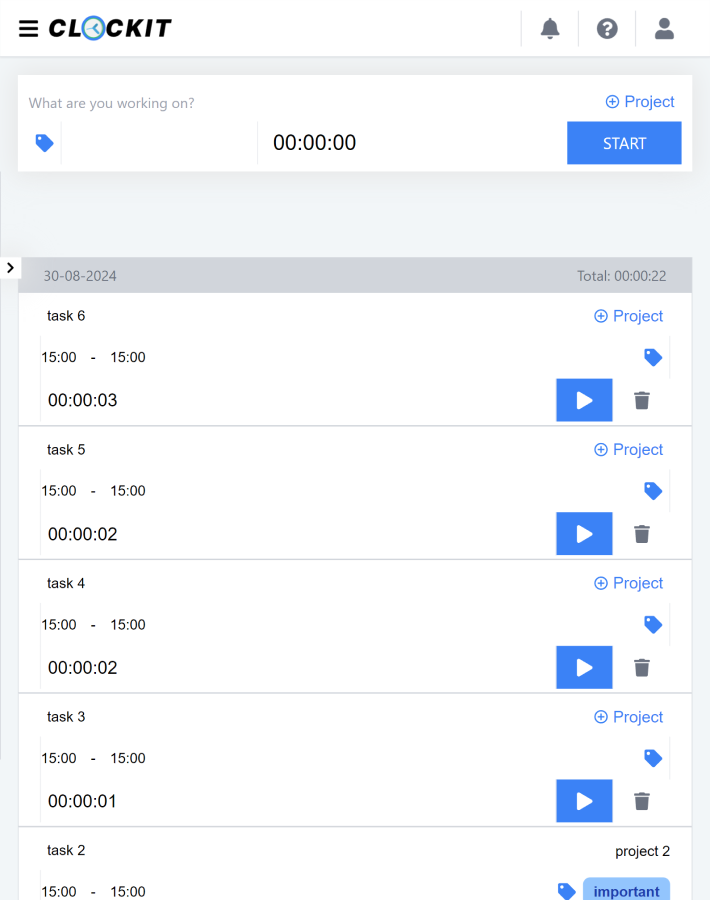 CLOCKIT
What are you working on?
Project
00:00:00
START
30-08-2024 Total: 00:00:22
task 6 Project
15:00 - 15:00
00:00:03
task 5 Project
15:00 - 15:00
00:00:02
task 4 Project
15:00 - 15:00
00:00:02
task 3 Project
15:00 - 15:00
00:00:01
task 2 project 2
15:00 - 15:00 important